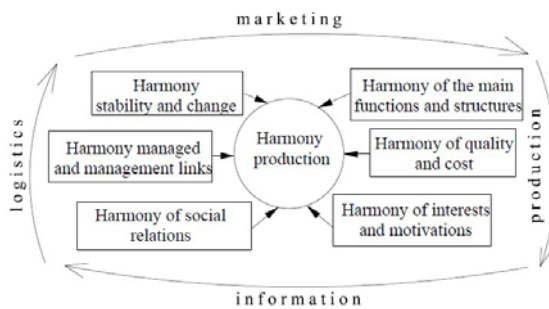 marketing
Harmony
stability and change
Harmony of the main
functions and structures
Harmony
production
Harmony managed
and management links
Harmony of quality
and cost
Harmony of social
relations
Harmony of interests
and motivations
logistics
production
information